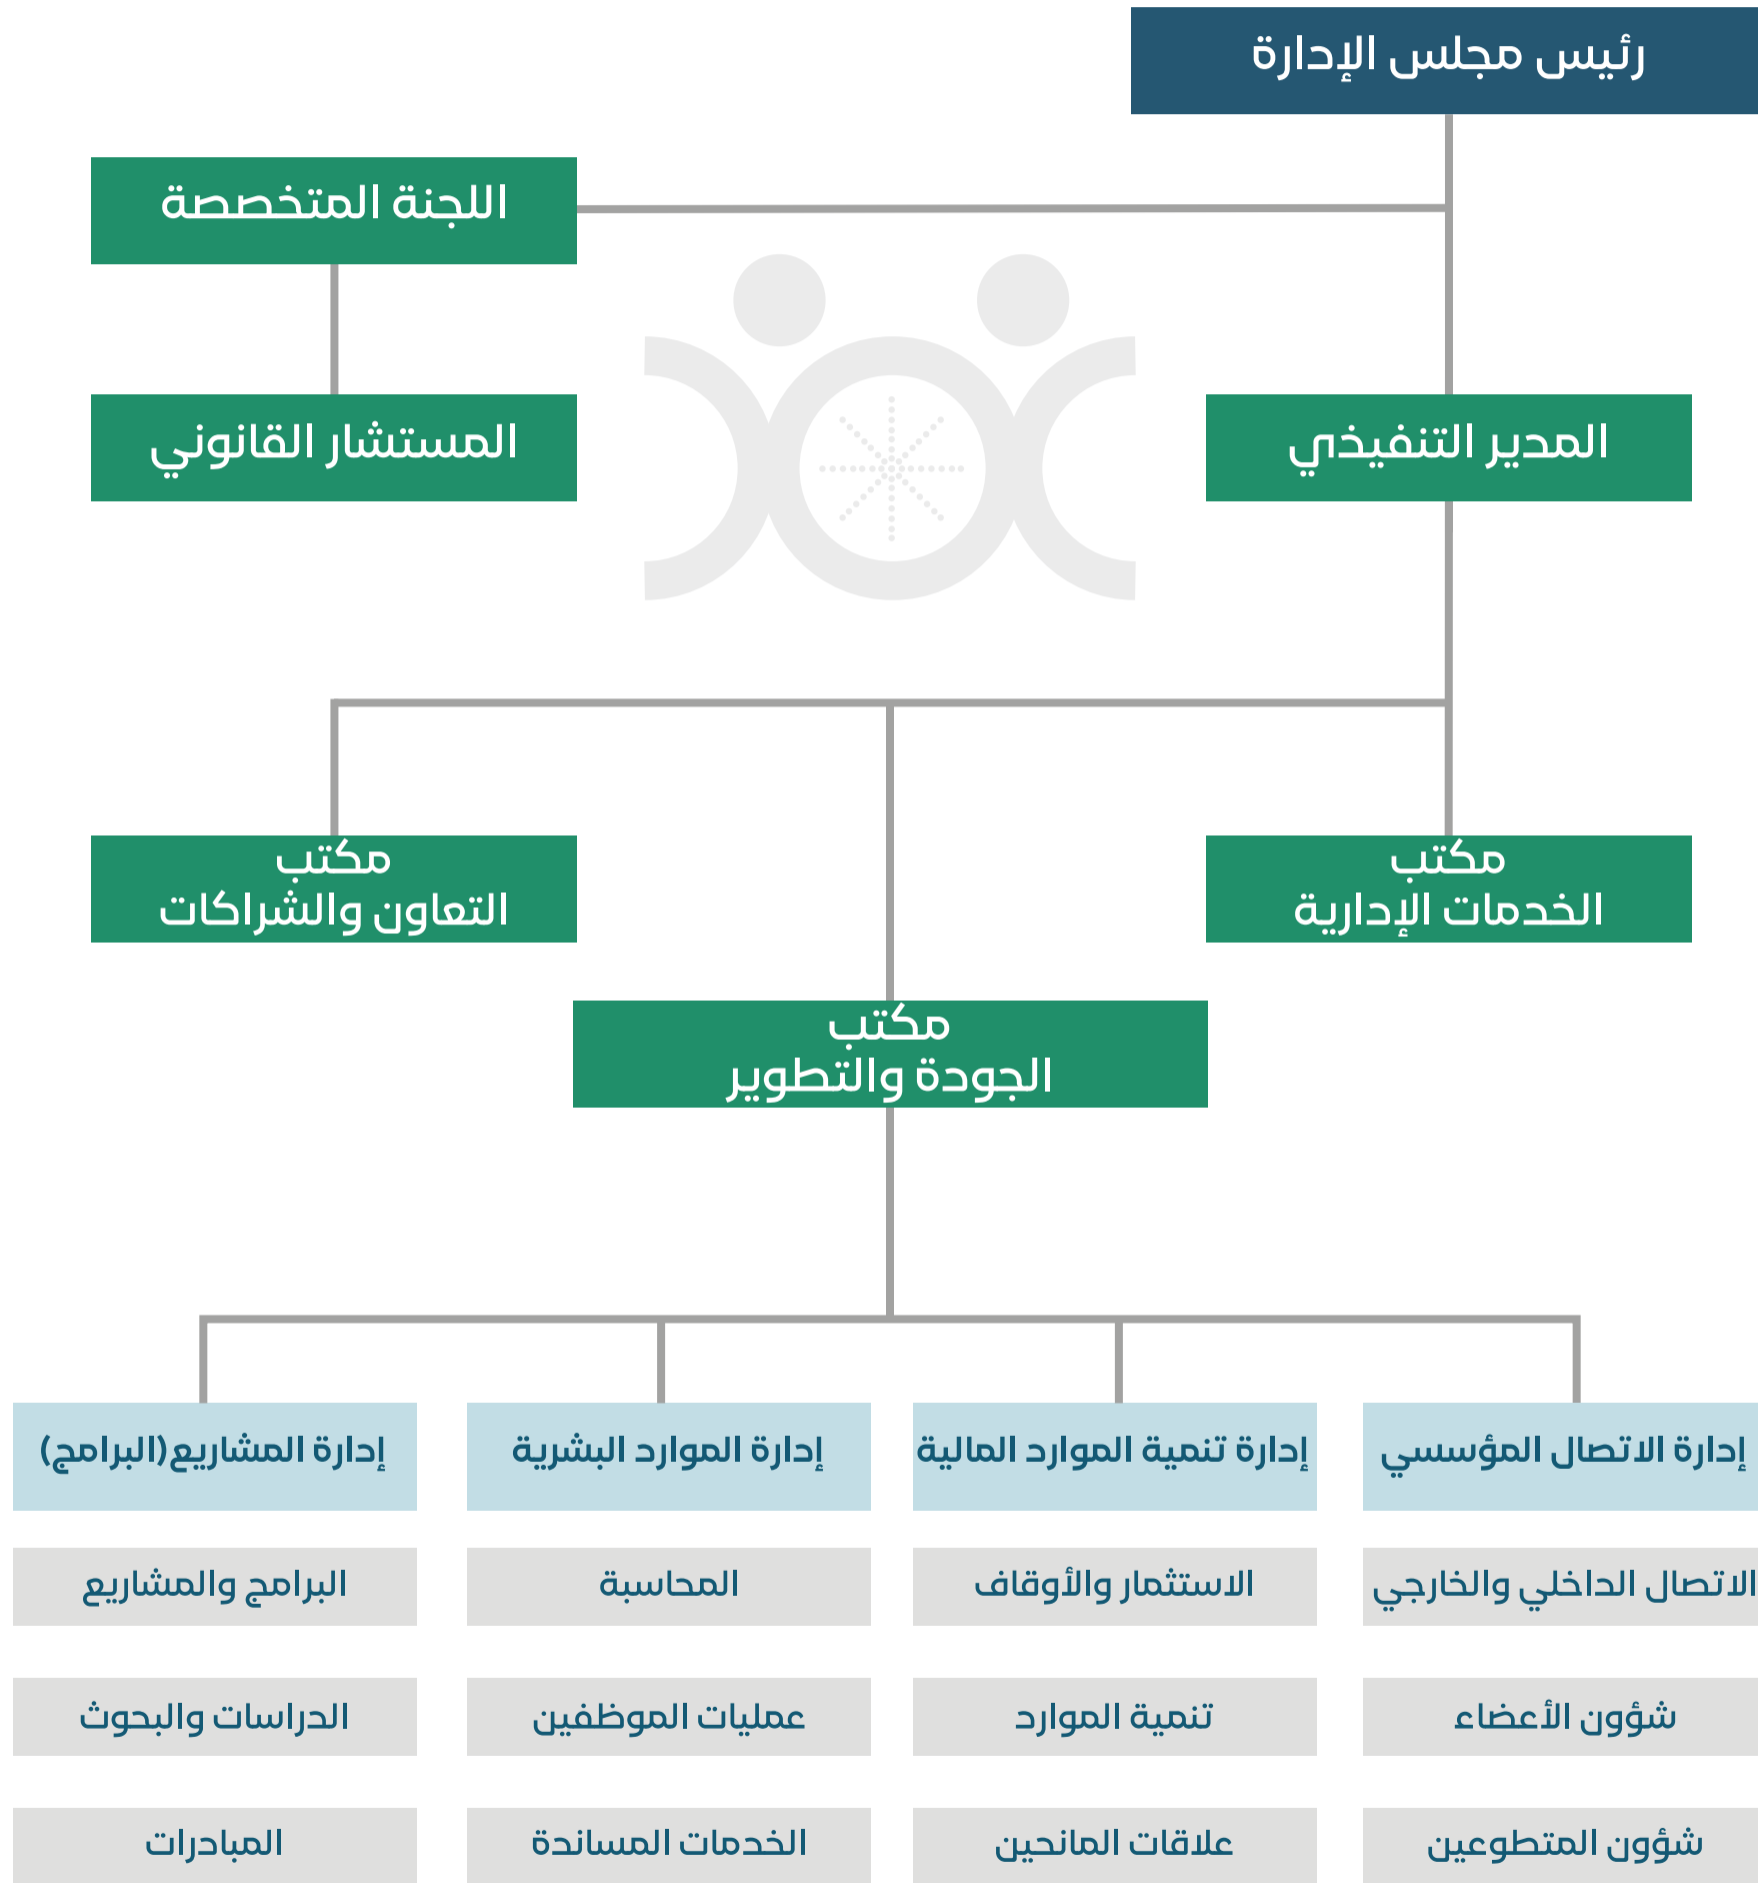 رئيس مجلس الإدارة
اللجنة المتخصصة
المدير التنفيذي
المستشار القانوني
مكتب
الخدمات الإدارية
مكتب
التعاون والشراكات
مكتب
الجودة والتطوير
إدارة الاتصال المؤسسي
إدارة تنمية الموارد المالية
إدارة الموارد البشرية
إدارة المشاريع(البرامج)
الاتصال الداخلي والخارجي
الاستثمار والأوقاف
المحاسبة
البرامج والمشاريع
شؤون الأعضاء
تنمية الموارد
عمليات الموظفين
الدراسات والبحوث
شؤون المتطوعين
علاقات المانحين
الخدمات المساندة
المبادرات